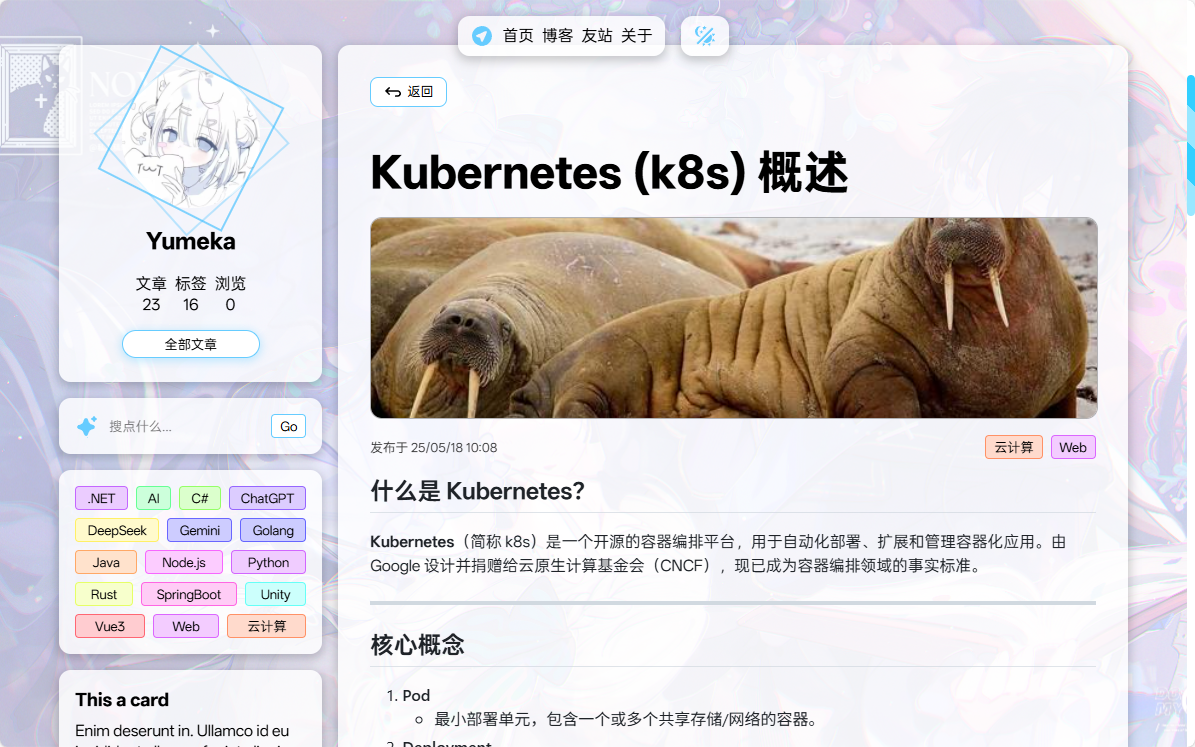 首页 博客 友站 关于
NO
TWT
Yumeka
文章 标签 浏览
23 16 0
全部文章
搜点什么... Go
.NET AI C# ChatGPT
DeepSeek Gemini Golang
Java Node.js Python
Rust SpringBoot Unity
Vue3 Web 云计算
This a card
Enim deserunt in. Ullamco id eu
返回
Kubernetes (k8s) 概述
发布于 25/05/18 10:08
云计算 Web
什么是 Kubernetes?
Kubernetes（简称 k8s）是一个开源的容器编排平台，用于自动化部署、扩展和管理容器化应用。由
Google 设计并捐赠给云原生计算基金会（CNCF），现已成为容器编排领域的事实标准。
核心概念
1. Pod
最小部署单元，包含一个或多个共享存储/网络的容器。
2. Deployment